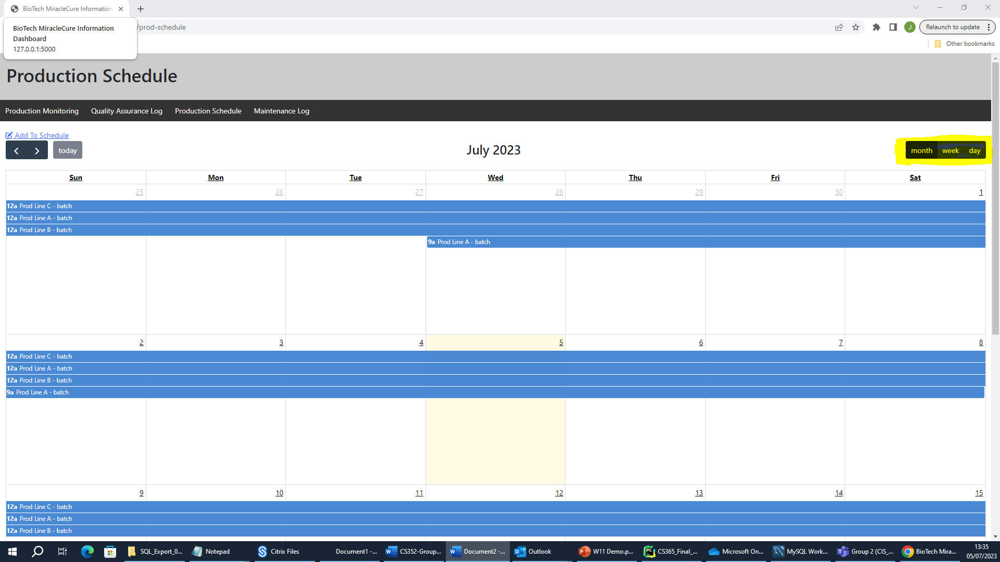 BioTech MiracleCure Information
BioTech MiracleCure Information
Dashboard
127.0.0.1:5000
/prod-schedule
J
Relaunch to update
Other bookmarks
Production Schedule
Production Monitoring Quality Assurance Log Production Schedule Maintenance Log
Add To Schedule
today
July 2023
month week day
Sun Mon Tue Wed Thu Fri Sat
25 26 27 28 29 30 1
12a Prod Line C - batch
12a Prod Line A - batch
12a Prod Line B - batch
9a Prod Line A - batch
2 3 4 5 6 7 8
12a Prod Line C - batch
12a Prod Line A - batch
12a Prod Line B - batch
9a Prod Line A - batch
9 10 11 12 13 14 15
12a Prod Line C - batch
12a Prod Line A - batch
12a Prod Line B - batch
SQL_Export_0... Notepad Citrix Files Document1 -... CS352-Group... Document2 -... Outlook W11 Demo.p... CS365_Final_... Microsoft On... MySQL Work... Group 2 (CIS_... BioTech Mira...
13:35
05/07/2023